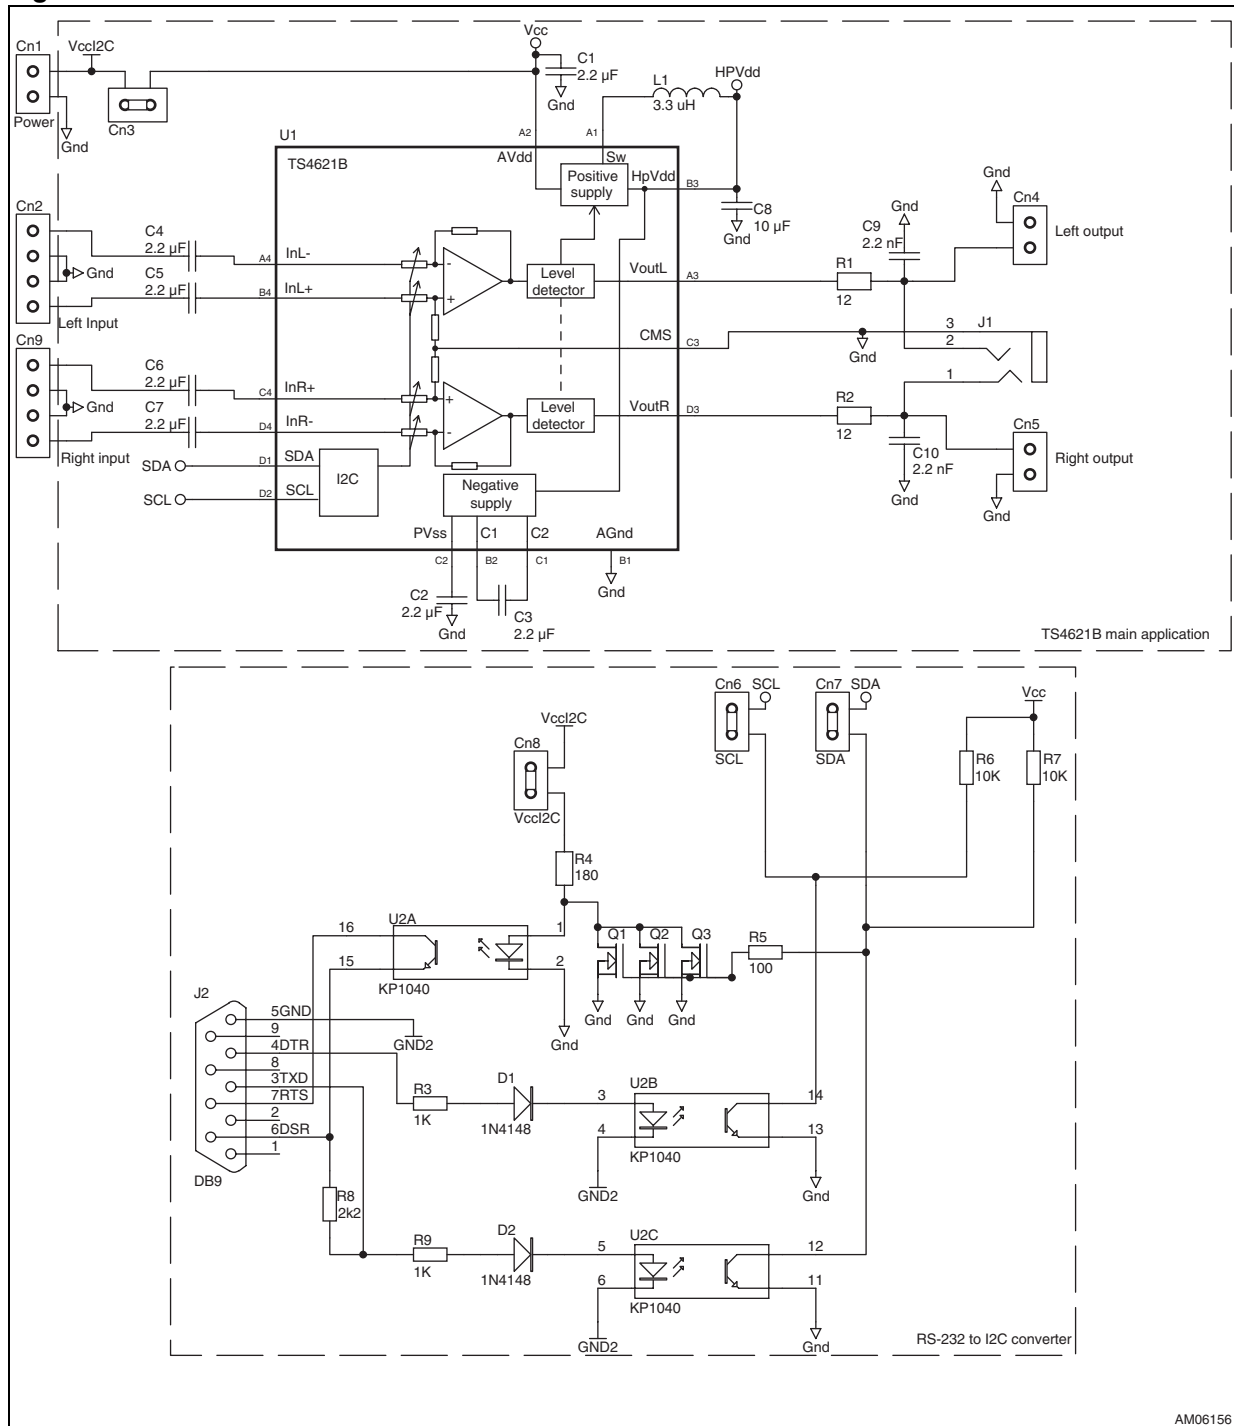 Cn1
VccI2C
Vcc
C1
2.2 µF
Gnd
L1
3.3 uH
HPVdd
Power
Gnd
Cn3
U1
A2
A1
TS4621B
AVdd
Sw
Positive
supply
HpVdd
B3
C8
10 µF
Gnd
Cn2
C4
2.2 µF
Gnd
C5
2.2 µF
Left Input
A4
InL-
B4
InL+
-
+
Level
detector
VoutL
A3
R1
12
Gnd
C9
2.2 nF
Gnd
Cn4
Left output
CMS
C3
Gnd
3
2
1
J1
Cn9
C6
2.2 µF
Gnd
C7
2.2 µF
Right input
C4
InR+
D4
InR-
+
-
Level
detector
VoutR
D3
R2
12
C10
2.2 nF
Gnd
Cn5
Right output
Gnd
SDA
D1
SDA
SCL
D2
SCL
I2C
Negative
supply
PVss
C1
C2
AGnd
C2
B2
C1
B1
Gnd
C2
2.2 µF
Gnd
C3
2.2 µF
TS4621B main application
Cn6
SCL
SCL
Cn7
SDA
SDA
Vcc
R6
10K
R7
10K
VccI2C
Cn8
VccI2C
R4
180
U2A
16
15
1
2
KP1040
Gnd
Q1
Q2
Q3
Gnd
Gnd
Gnd
R5
100
J2
5GND
9
4DTR
8
3TXD
7RTS
2
6DSR
1
DB9
GND2
R3
1K
D1
1N4148
U2B
3
4
14
13
KP1040
GND2
Gnd
R8
2k2
R9
1K
D2
1N4148
U2C
5
6
12
11
KP1040
GND2
Gnd
RS-232 to I2C converter
AM06156